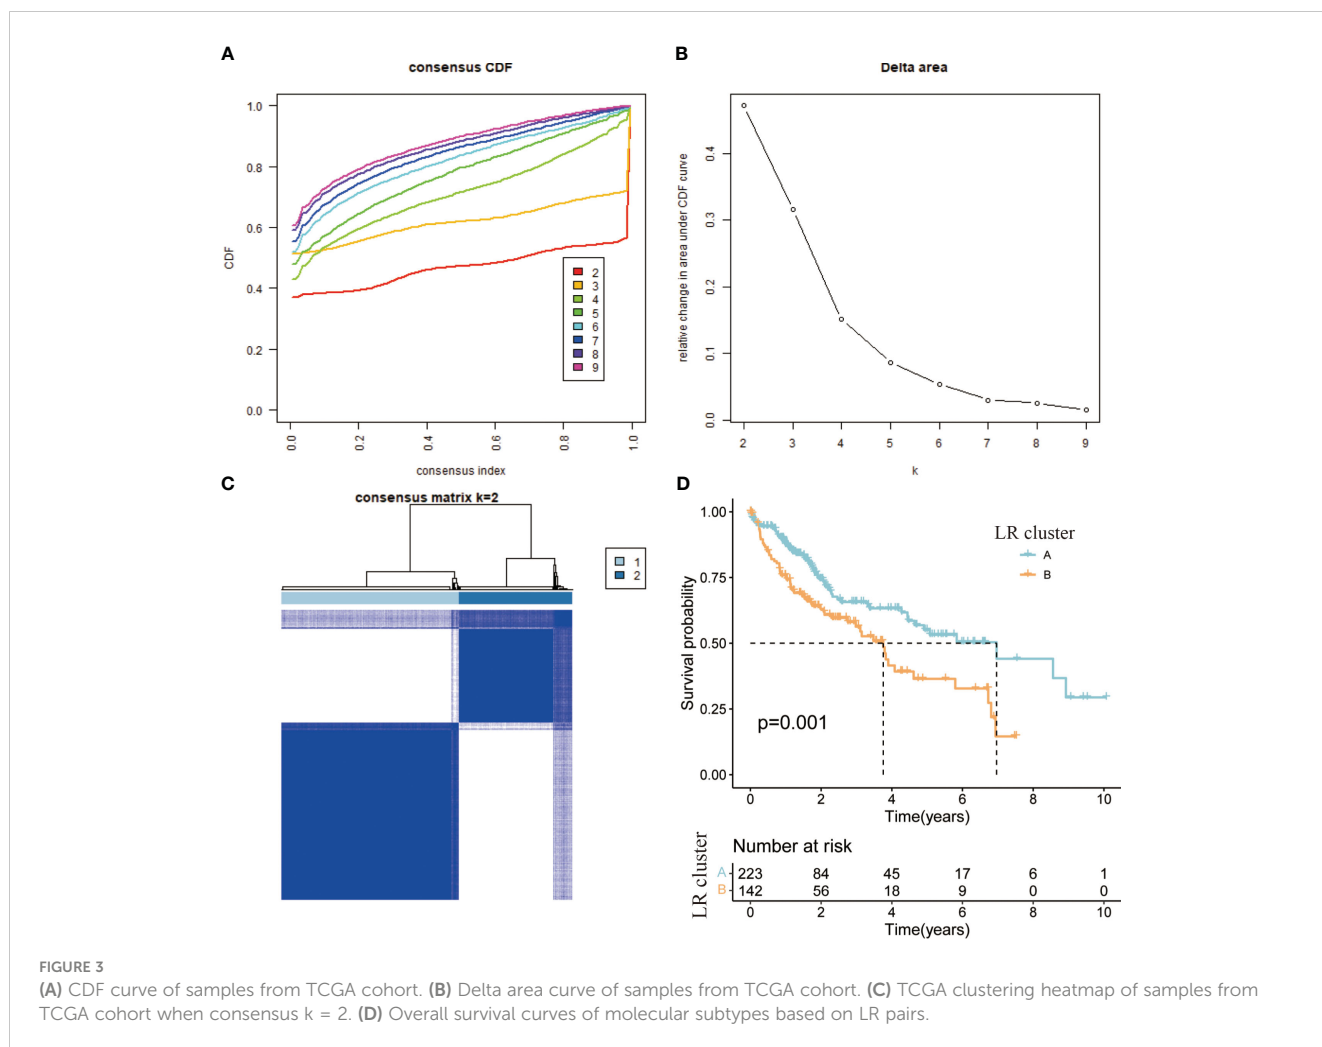 A
consensus CDF
CDF
1.0
0.8
0.6
0.4
0.2
0.0
2
3
4
5
6
7
8
9
0.0 0.2 0.4 0.6 0.8 1.0
consensus index
B
Delta area
relative change in area under CDF curve
0.4
0.3
0.2
0.1
0.0
2 3 4 5 6 7 8 9
k
C
consensus matrix k=2
1
2
D
Survival probability
1.00
0.75
0.50
0.25
0.00
LR cluster
A
B
p=0.001
0 2 4 6 8 10
Time(years)
Number at risk
LR cluster
A 223 84 45 17 6 1
B 142 56 18 9 0 0
0 2 4 6 8 10
Time(years)
FIGURE 3
(A) CDF curve of samples from TCGA cohort. (B) Delta area curve of samples from TCGA cohort. (C) TCGA clustering heatmap of samples from
TCGA cohort when consensus k = 2. (D) Overall survival curves of molecular subtypes based on LR pairs.